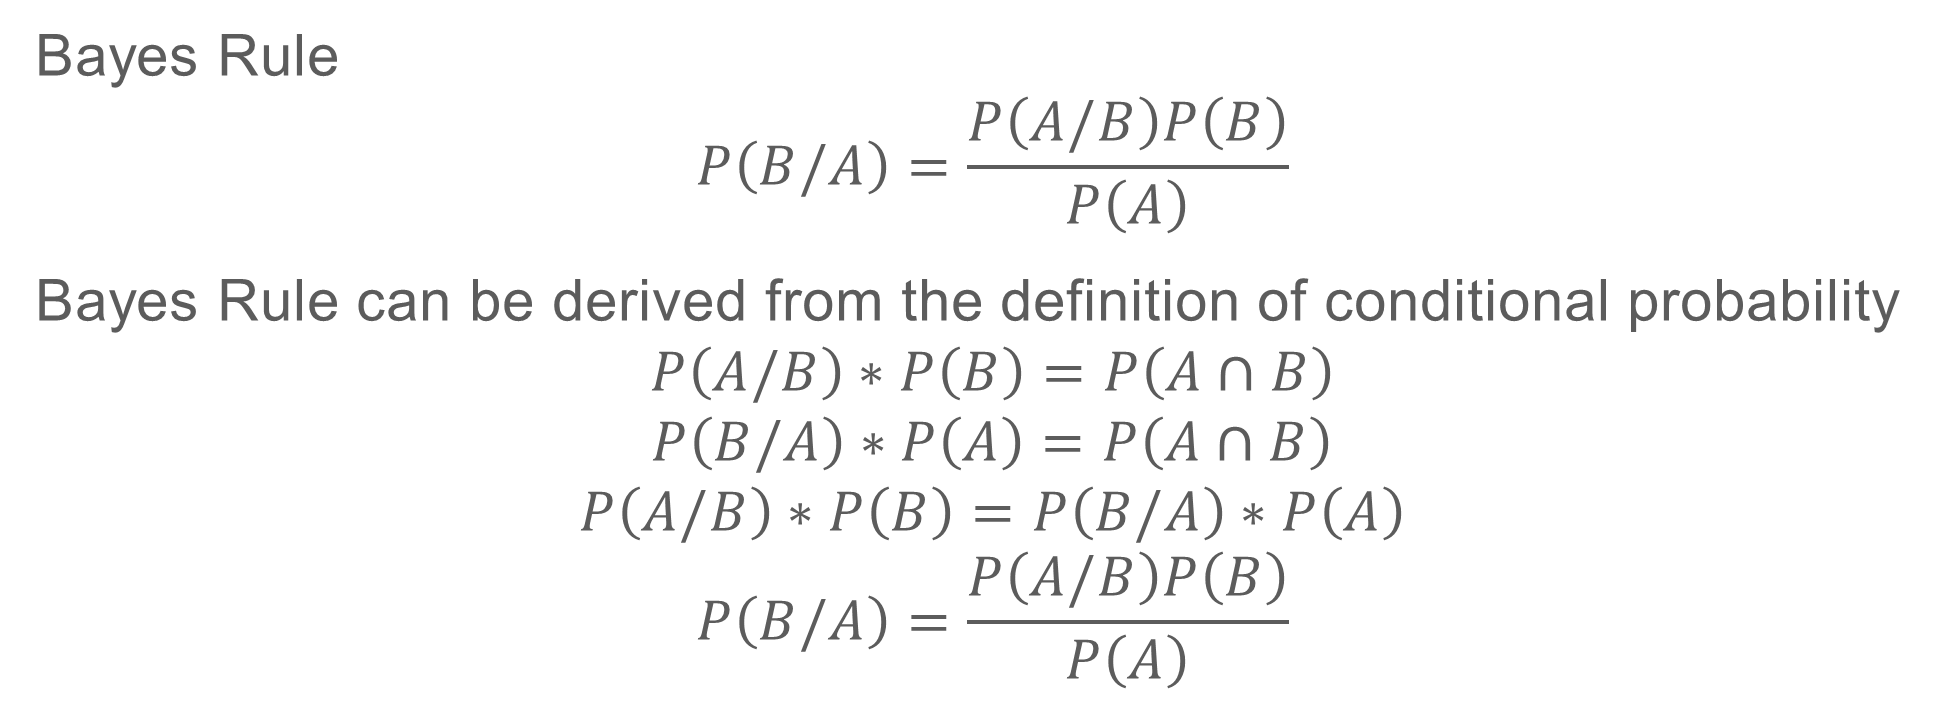 Bayes Rule
P(B/A) = P(A/B)P(B) / P(A)
Bayes Rule can be derived from the definition of conditional probability
P(A/B) * P(B) = P(A ∩ B)
P(B/A) * P(A) = P(A ∩ B)
P(A/B) * P(B) = P(B/A) * P(A)
P(B/A) = P(A/B)P(B) / P(A)